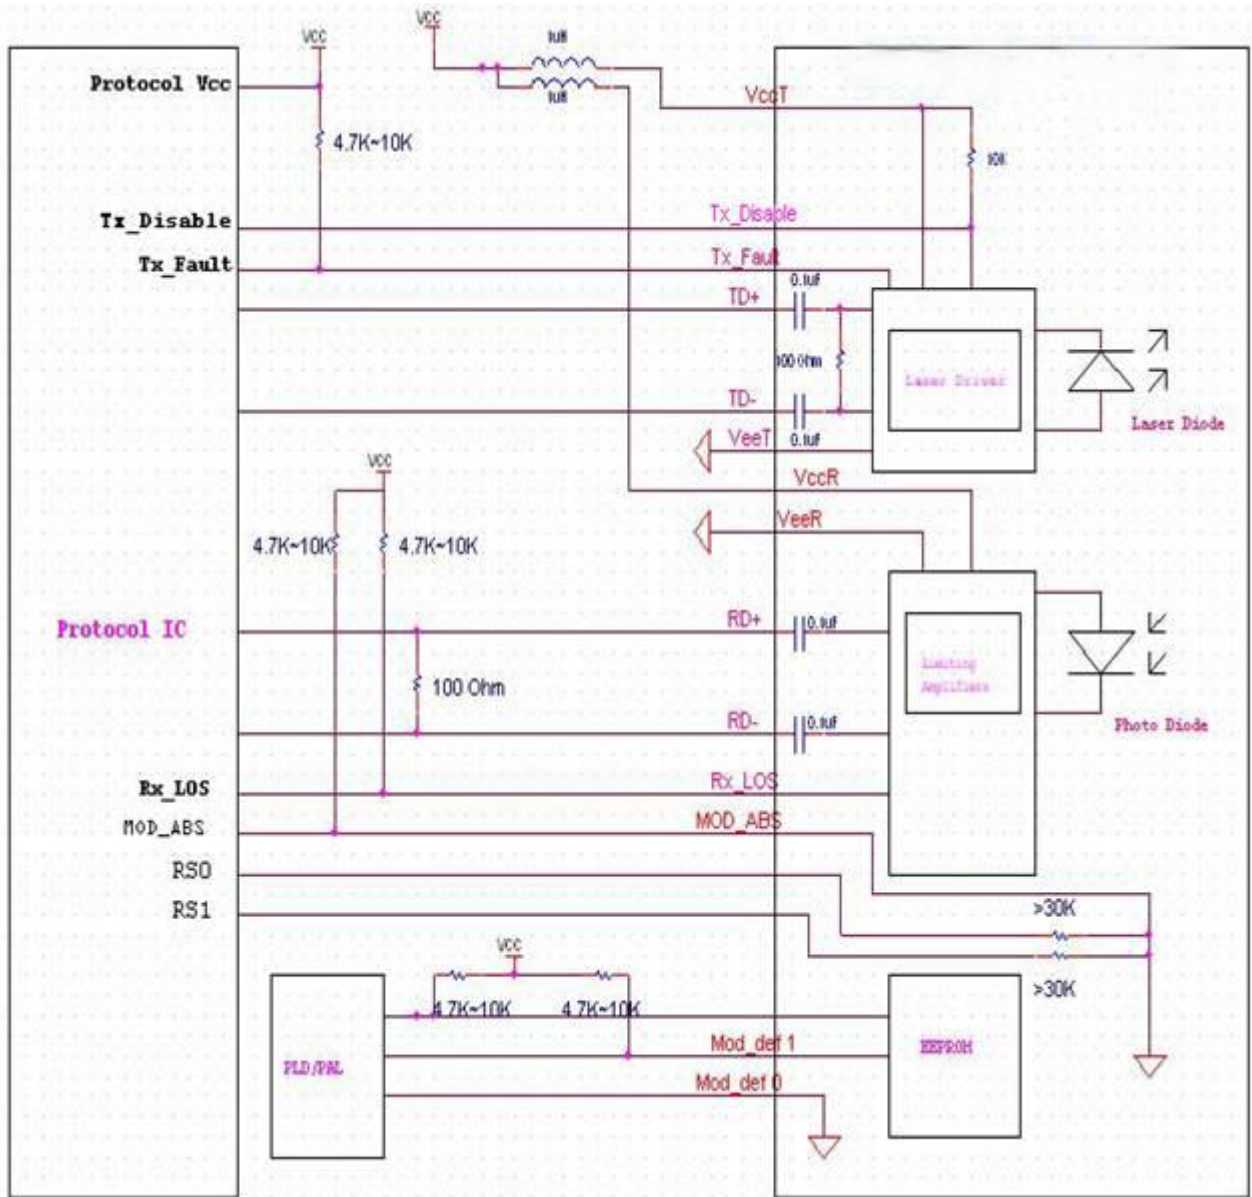 Vcc
VCC
1uH
1uH
Protocol Vcc
VccT
4.7K~10K
10K
Tx_Disable
Tx_Disable
Tx_Fault
Tx_Fault
0.1uf
TD+
100 Ohm
Laser Driver
TD-
Laser Diode
VeeT
0.1uf
VCC
VccR
VeeR
4.7K~10K
4.7K~10K
Protocol IC
RD+
0.1uf
Limiting
Amplifiers
100 Ohm
RD-
0.1uf
Photo Diode
Rx_LOS
Rx_LOS
MOD_ABS
MOD_ABS
RS0
RS1
>30K
VCC
>30K
4.7K~10K
4.7K~10K
Mod_def 1
EEPROM
PLD/PAL
Mod_def 0